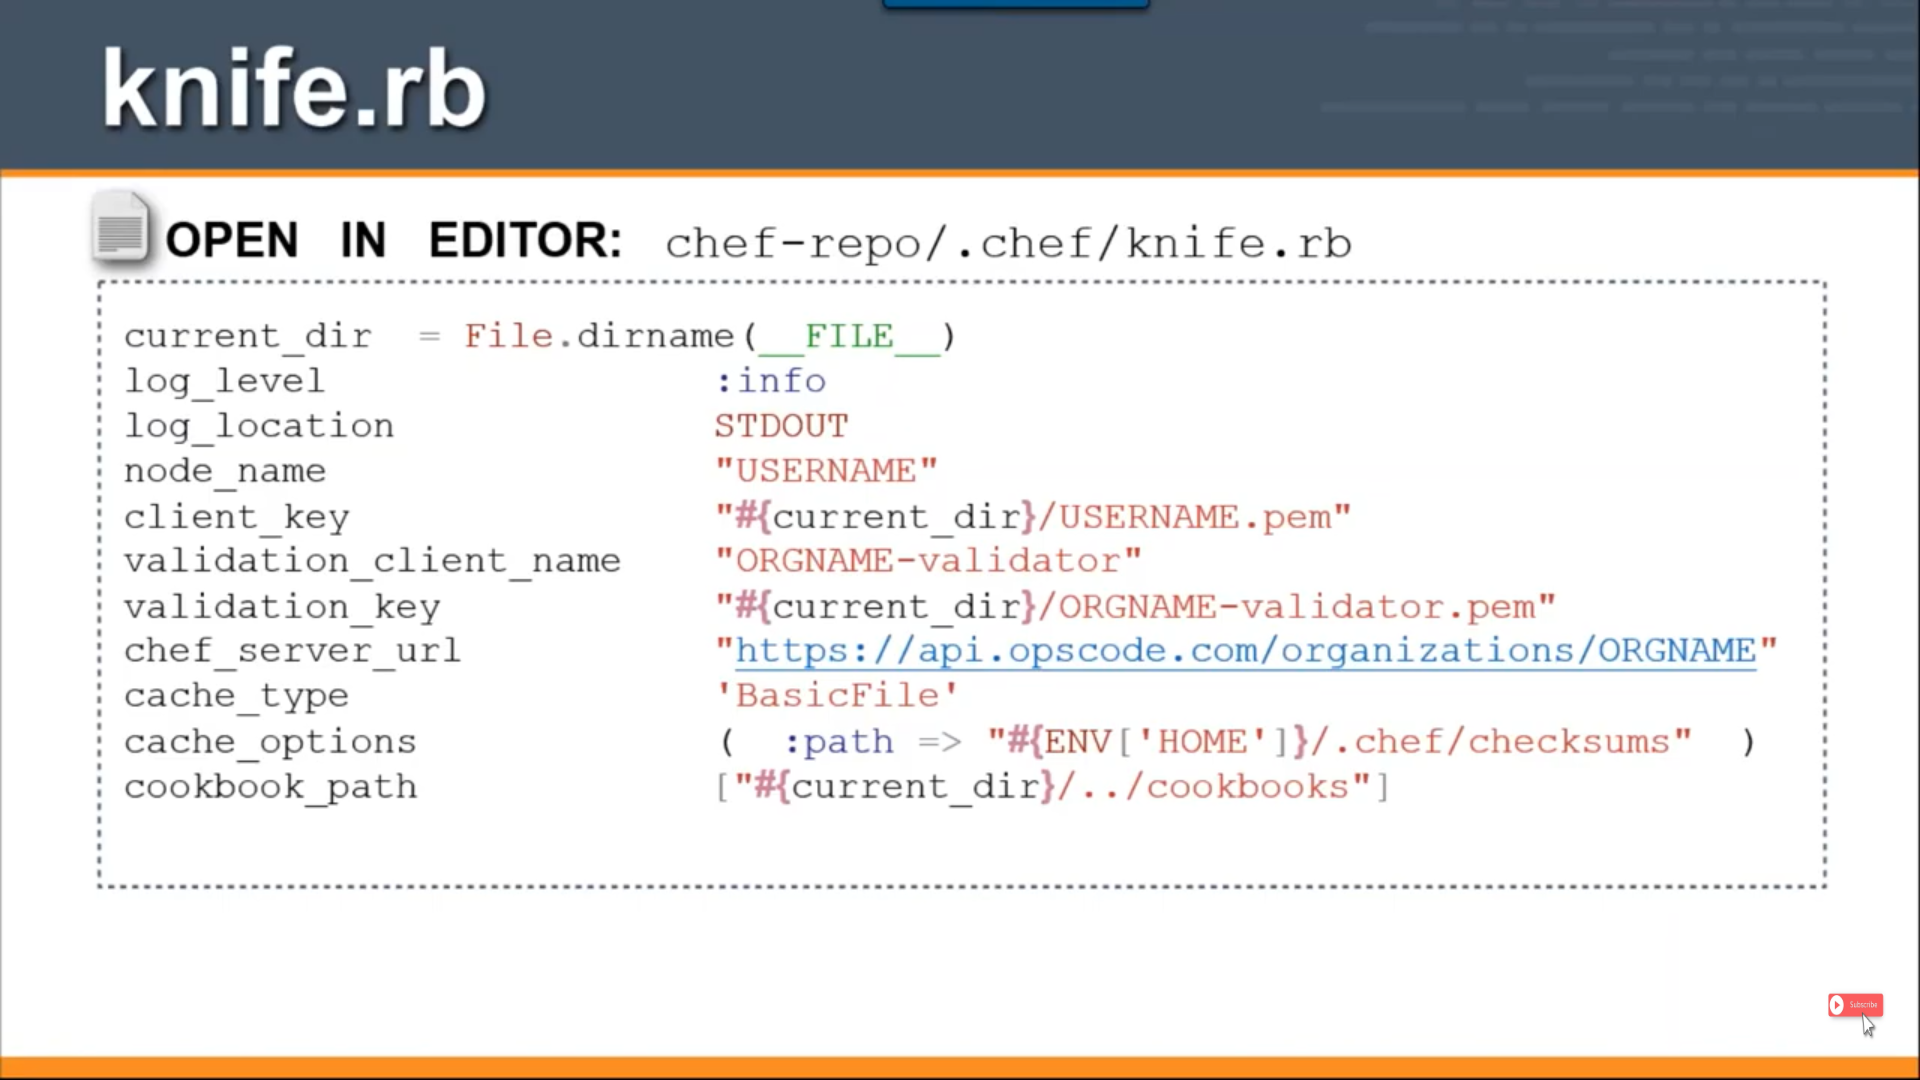 knife.rb
OPEN IN EDITOR: chef-repo/.chef/knife.rb
current_dir = File.dirname(__FILE__)
log_level :info
log_location STDOUT
node_name "USERNAME"
client_key "#{current_dir}/USERNAME.pem"
validation_client_name "ORGNAME-validator"
validation_key "#{current_dir}/ORGNAME-validator.pem"
chef_server_url "https://api.opscode.com/organizations/ORGNAME"
cache_type 'BasicFile'
cache_options ( :path => "#{ENV['HOME']}/.chef/checksums" )
cookbook_path ["#{current_dir}/../cookbooks"]
Subscribe